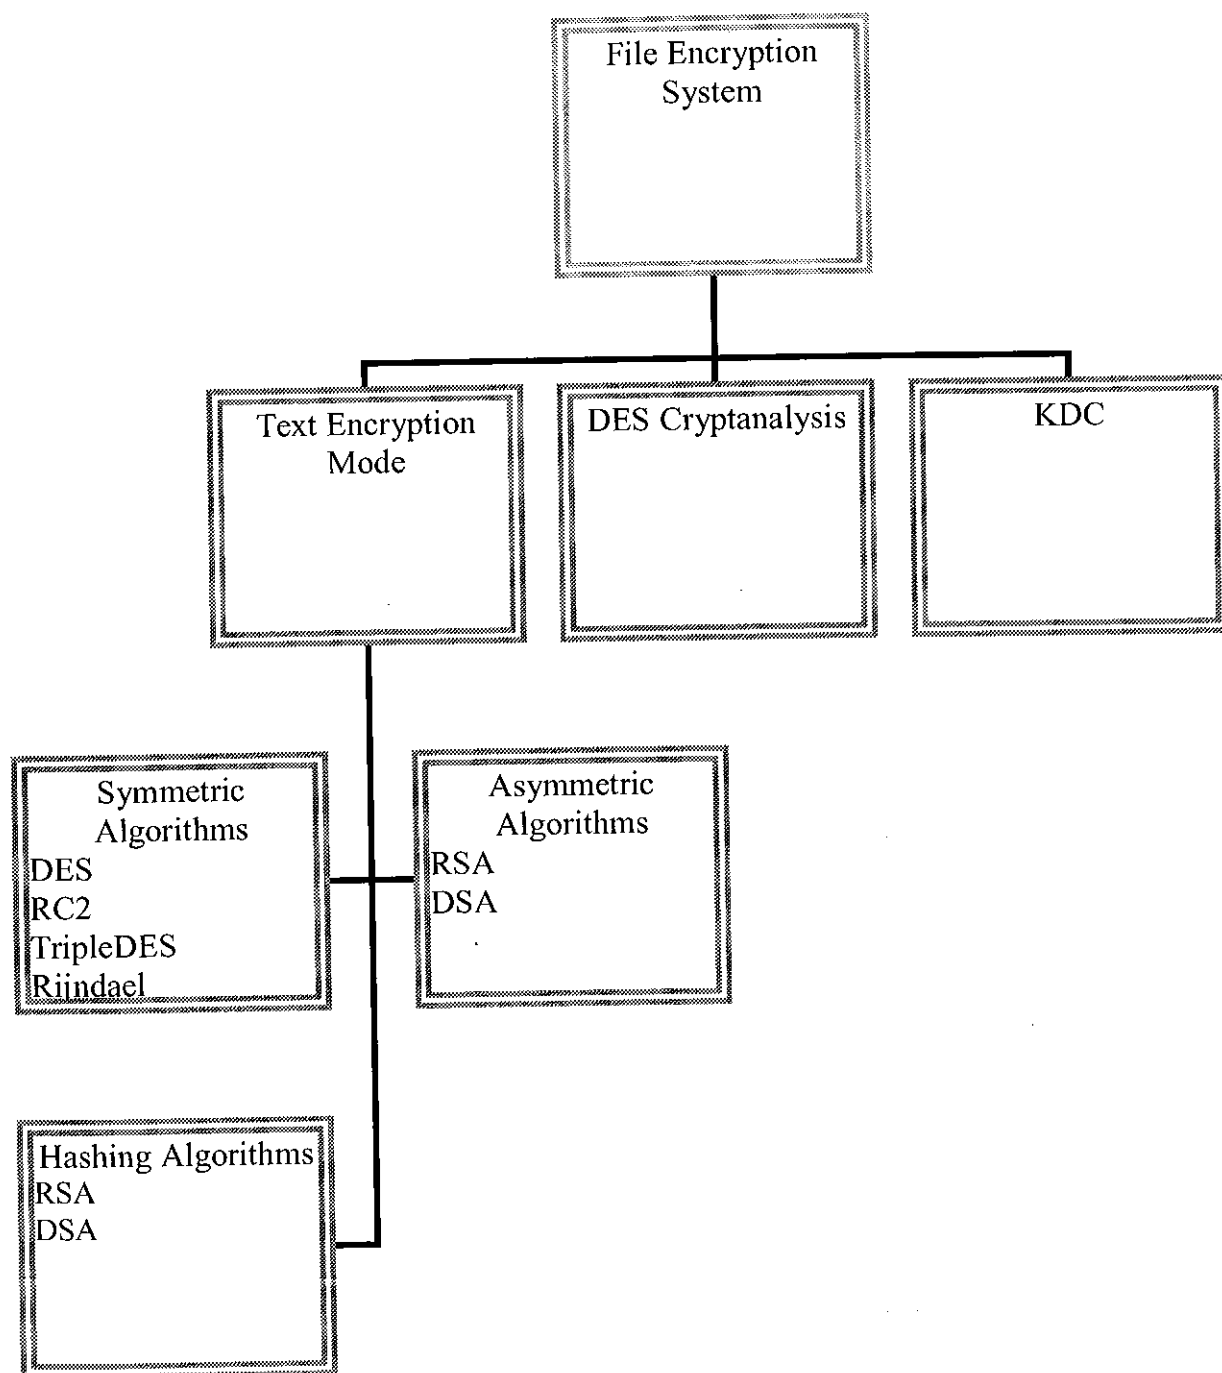 File Encryption
System
Text Encryption
Mode
DES Cryptanalysis
KDC
Symmetric
Algorithms
DES
RC2
TripleDES
Rijndael
Asymmetric
Algorithms
RSA
DSA
Hashing Algorithms
RSA
DSA